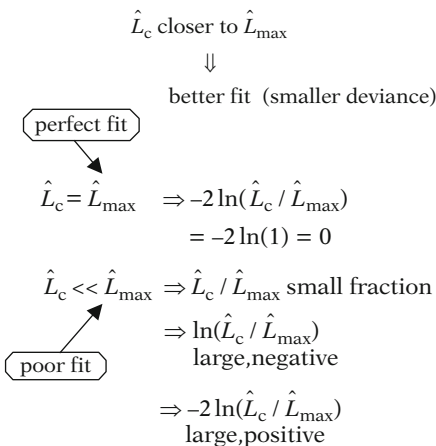 L̂c closer to L̂max
⇓
better fit (smaller deviance)
perfect fit
L̂c = L̂max ⇒ –2 ln(L̂c / L̂max)
= –2 ln(1) = 0
L̂c << L̂max ⇒ L̂c / L̂max small fraction
⇒ ln(L̂c / L̂max)
large,negative
poor fit
⇒ –2 ln(L̂c / L̂max)
large,positive